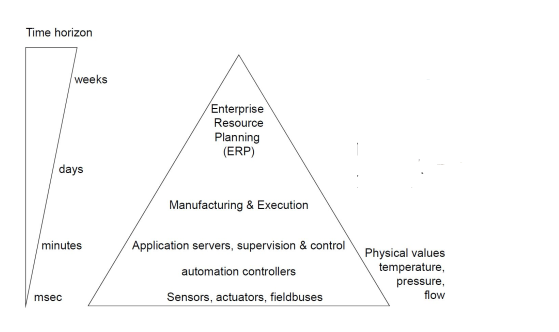 Time horizon
weeks
Enterprise
Resource
Planning
(ERP)
days
Manufacturing & Execution
minutes
Application servers, supervision & control
automation controllers
msec
Sensors, actuators, fieldbuses
Physical values
temperature,
pressure,
flow